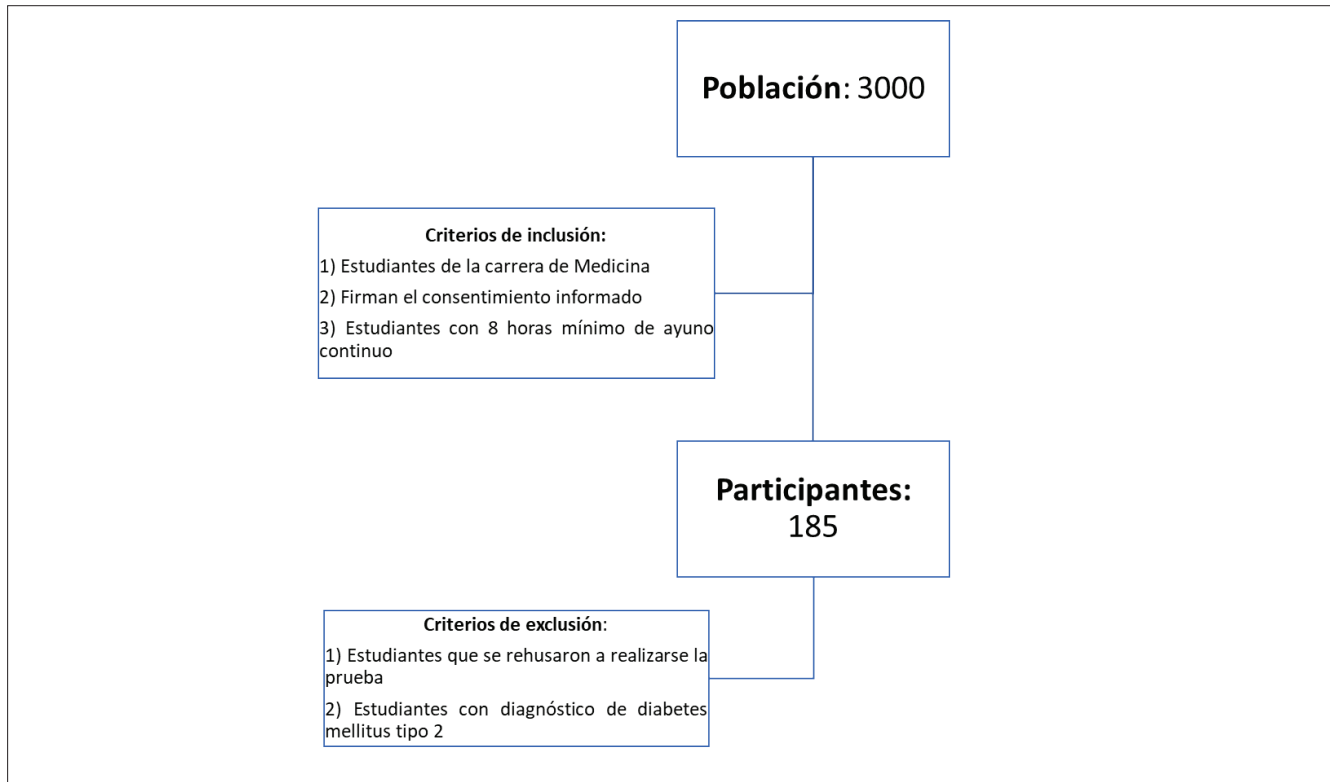 Población: 3000
Criterios de inclusión:
1) Estudiantes de la carrera de Medicina
2) Firman el consentimiento informado
3) Estudiantes con 8 horas mínimo de ayuno
continuo
Participantes:
185
Criterios de exclusión:
1) Estudiantes que se rehusaron a realizarse la
prueba
2) Estudiantes con diagnóstico de diabetes
mellitus tipo 2